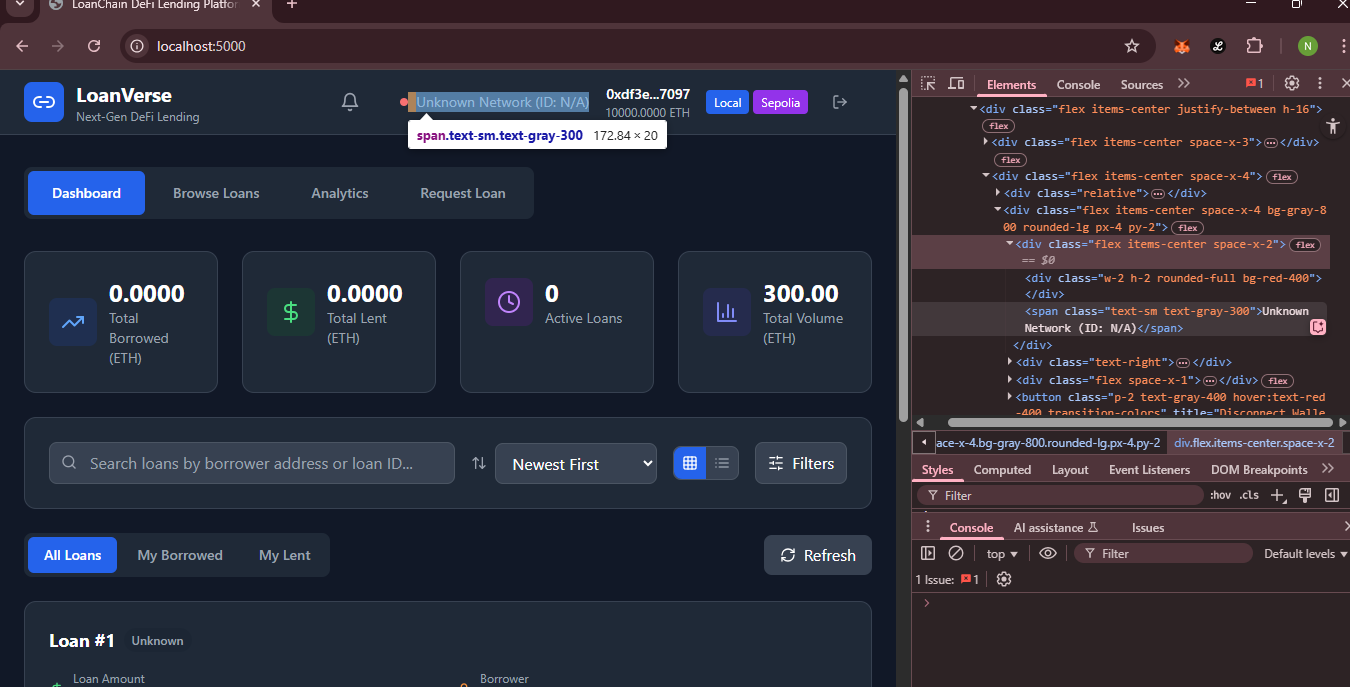 LoanChain DeFi Lending Platfor
localhost:5000
N
LoanVerse
Next-Gen DeFi Lending
Unknown Network (ID: N/A)
0xdf3e...7097
10000.0000 ETH
Local
Sepolia
span.text-sm.text-gray-300 172.84 × 20
Dashboard
Browse Loans
Analytics
Request Loan
0.0000
Total
Borrowed
(ETH)
0.0000
Total Lent
(ETH)
0
Active Loans
300.00
Total Volume
(ETH)
Search loans by borrower address or loan ID...
Newest First
Filters
All Loans
My Borrowed
My Lent
Refresh
Loan #1
Unknown
Loan Amount
Borrower
Elements
Console
Sources
1
<div class="flex items-center justify-between h-16">
flex
<div class="flex items-center space-x-3">…</div>
flex
<div class="flex items-center space-x-4"> flex
<div class="relative">…</div>
<div class="flex items-center space-x-4 bg-gray-8
00 rounded-lg px-4 py-2"> flex
<div class="flex items-center space-x-2"> flex
== $0
<div class="w-2 h-2 rounded-full bg-red-400">
</div>
<span class="text-sm text-gray-300">Unknown
Network (ID: N/A)</span>
</div>
<div class="text-right">…</div>
<div class="flex space-x-1">…</div> flex
<button class="p-2 text-gray-400 hover:text-red
-400 transition-colors" title="Disconnect Walle
ace-x-4.bg-gray-800.rounded-lg.px-4.py-2
div.flex.items-center.space-x-2
Styles
Computed
Layout
Event Listeners
DOM Breakpoints
Filter
:hov .cls
Console
AI assistance
Issues
top
Filter
Default levels
1 Issue: 1